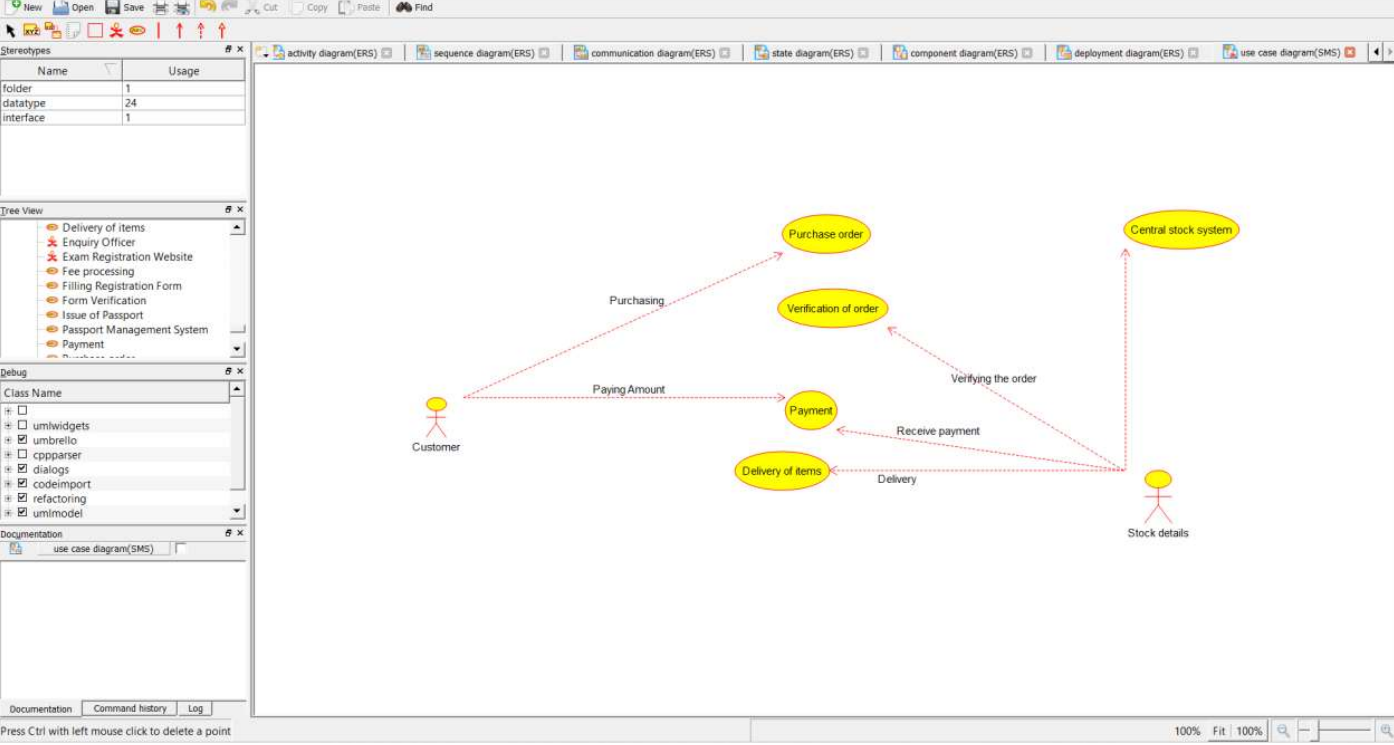 New Open Save Cut Copy Paste Find
XYZ
Stereotypes
Name Usage
folder 1
datatype 24
interface 1
Tree View
Delivery of items
Enquiry Officer
Exam Registration Website
Fee processing
Filling Registration Form
Form Verification
Issue of Passport
Passport Management System
Payment
Purchase order
Debug
Class Name
umlwidgets
umbrello
cppparser
dialogs
codeimport
refactoring
umlmodel
Documentation
use case diagram(SMS)
Documentation Command history Log
Press Ctrl with left mouse click to delete a point
activity diagram(ERS) sequence diagram(ERS) communication diagram(ERS) state diagram(ERS) component diagram(ERS) deployment diagram(ERS) use case diagram(SMS)
Purchase order
Central stock system
Purchasing
Verification of order
Verifying the order
Paying Amount
Payment
Receive payment
Customer
Delivery of items
Delivery
Stock details
100% Fit 100%